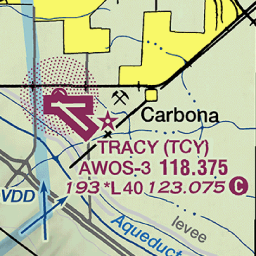 Carbona
TRACY (TCY)
AWOS-3 118.375
193 *L 40 123.075 C
VDD
Aqueduct
levee